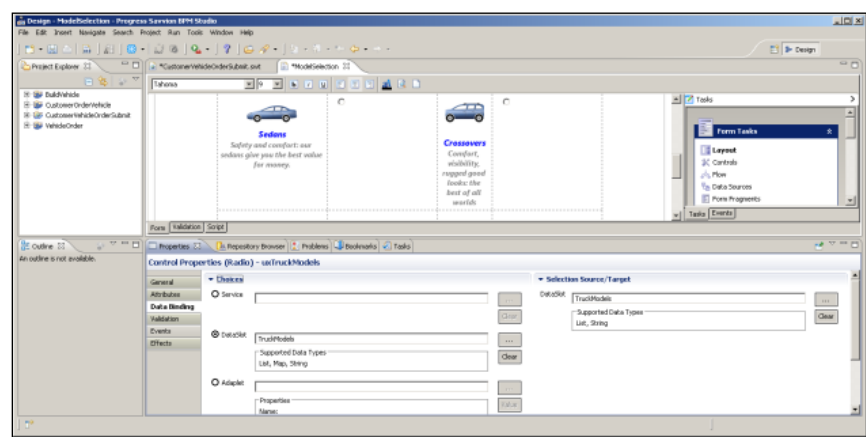 Design - ModelSelection - Progress Savvion BPM Studio
File Edit Insert Navigate Search Project Run Tools Window Help
Design
Project Explorer
*CustomerVehicleOrderSubmit.swt
*ModelSelection
BuildVehicle
CustomerOrderVehicle
CustomerVehicleOrderSubmit
VehicleOrder
Tahoma
9
Sedans
Safety and comfort: our
sedans give you the best value
for money.
Crossovers
Comfort,
visibility,
rugged good
looks: the
best of all
worlds
Form Validation Script
Tasks
Form Tasks
Layout
Controls
Flow
Data Sources
Form Fragments
Tasks Events
Outline
An outline is not available.
Properties Repository Browser Problems Bookmarks Tasks
Control Properties (Radio) - uxTruckModels
General
Attributes
Data Binding
Validation
Events
Effects
Choices
Service
...
Clear
DataSlot
TruckModels
...
Supported Data Types
List, Map, String
Clear
Adaplet
...
Properties
Name:
Selection Source/Target
DataSlot
TruckModels
...
Supported Data Types
List, String
Clear